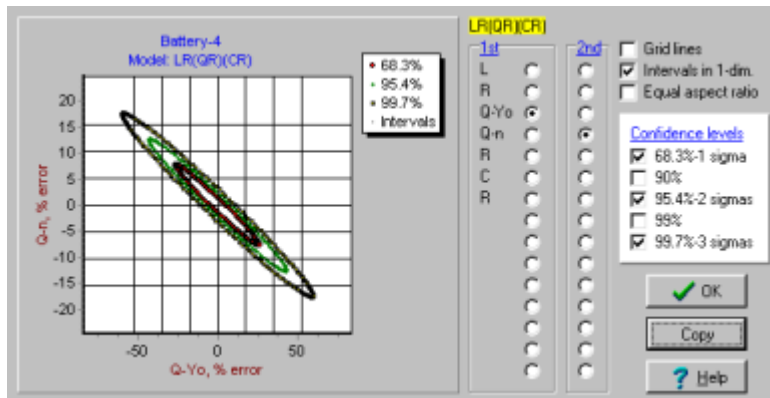 Battery-4
Model: LR(QR)(CR)
68.3%
95.4%
99.7%
Intervals
20
15
10
5
0
-5
-10
-15
-20
Q-n, % error
-50
0
50
Q-Yo, % error
LR(QR)(CR)
1st
2nd
L
R
Q-Yo
Q-n
R
C
R
Grid lines
Intervals in 1-dim.
Equal aspect ratio
Confidence levels
68.3%-1 sigma
90%
95.4%-2 sigmas
99%
99.7%-3 sigmas
OK
Copy
Help